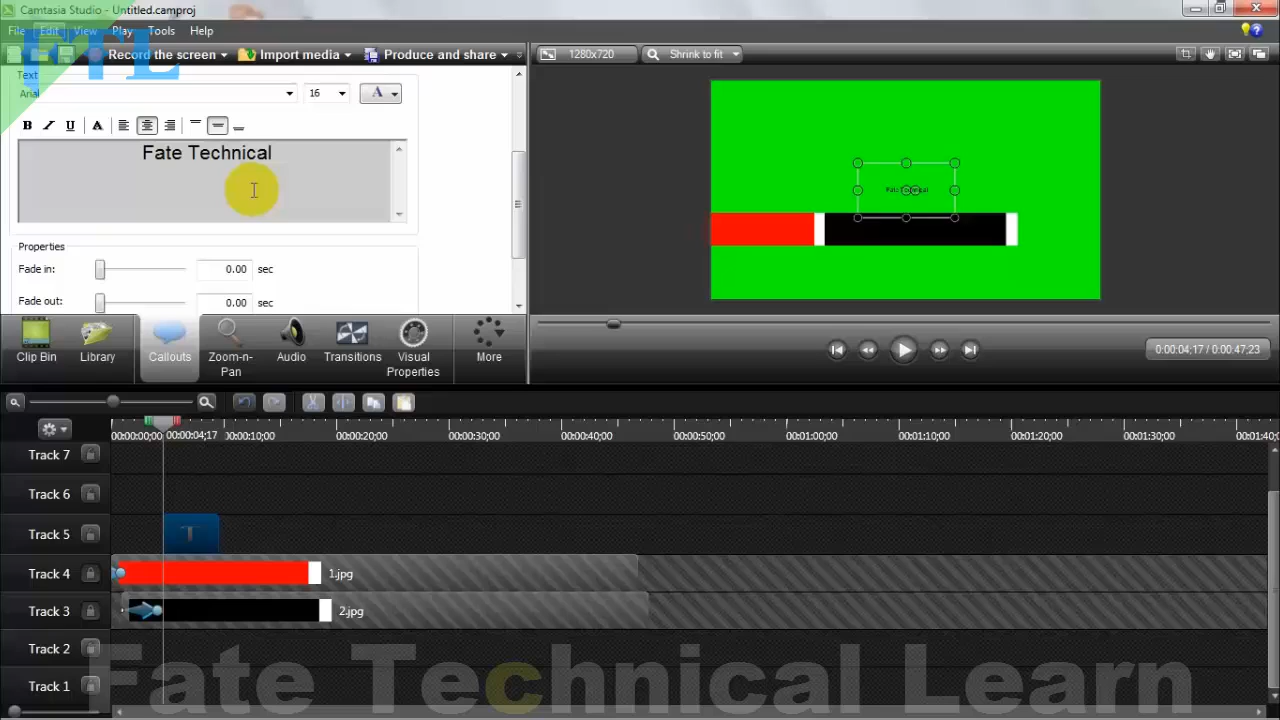 Camtasia Studio - Untitled.camproj
File Edit View Play Tools Help
FTL
Record the screen Import media Produce and share
1280x720 Shrink to fit
Text
Arial 16 A
B I U A
Fate Technical
Fate Technical
Properties
Fade in: 0.00 sec
Fade out: 0.00 sec
Clip Bin Library Callouts Zoom-n-Pan Audio Transitions Visual Properties More
0:00:04;17 / 0:00:47;23
00:00:00;00 00:00:04;17 00:00:10;00 00:00:20;00 00:00:30;00 00:00:40;00 00:00:50;00 00:01:00;00 00:01:10;00 00:01:20;00 00:01:30;00
Track 7
Track 6
Track 5 T
Track 4 1.jpg
Track 3 2.jpg
Track 2
Track 1
Fate Technical Learn